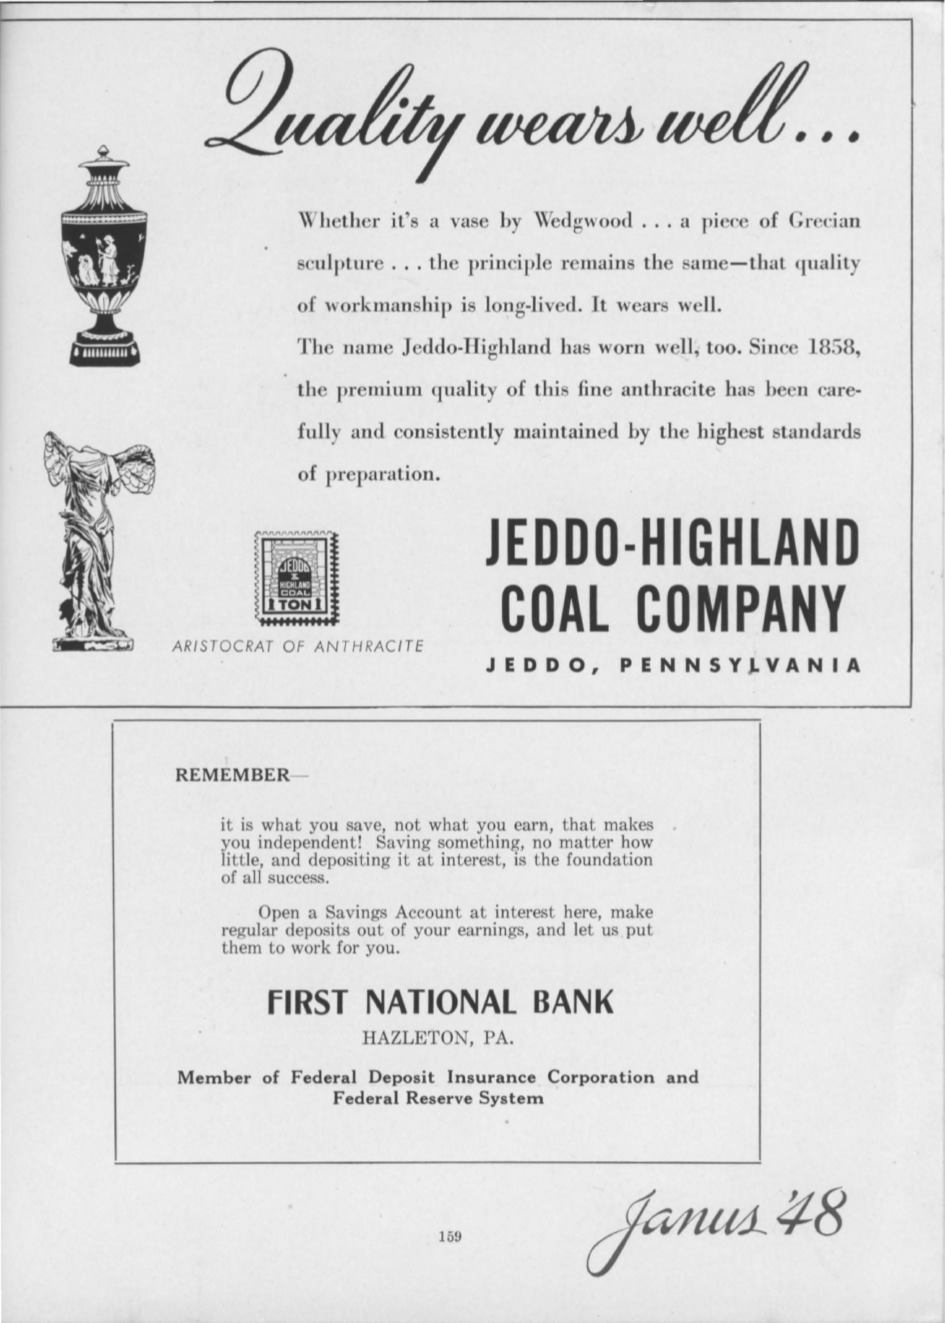 Quality wears well...
Whether it's a vase by Wedgwood . . . a piece of Grecian
sculpture . . . the principle remains the same—that quality
of workmanship is long-lived. It wears well.
The name Jeddo-Highland has worn well, too. Since 1858,
the premium quality of this fine anthracite has been care-
fully and consistently maintained by the highest standards
of preparation.
JEDDO
&
HIGHLAND
COAL
1 TON 1
ARISTOCRAT OF ANTHRACITE
JEDDO-HIGHLAND
COAL COMPANY
JEDDO, PENNSYLVANIA
REMEMBER—
it is what you save, not what you earn, that makes
you independent! Saving something, no matter how
little, and depositing it at interest, is the foundation
of all success.
Open a Savings Account at interest here, make
regular deposits out of your earnings, and let us put
them to work for you.
FIRST NATIONAL BANK
HAZLETON, PA.
Member of Federal Deposit Insurance Corporation and
Federal Reserve System
159
Janus '48